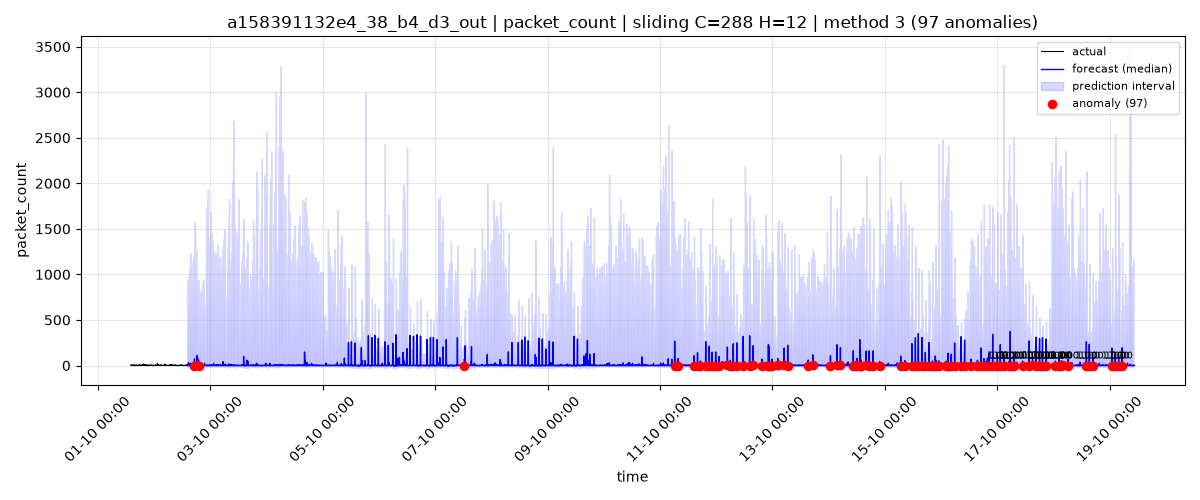 a158391132e4_38_b4_d3_out | packet_count | sliding C=288 H=12 | method 3 (97 anomalies)
actual
forecast (median)
prediction interval
anomaly (97)
packet_count
3500
3000
2500
2000
1500
1000
500
0
01-10 00:00
03-10 00:00
05-10 00:00
07-10 00:00
09-10 00:00
11-10 00:00
13-10 00:00
15-10 00:00
17-10 00:00
19-10 00:00
time